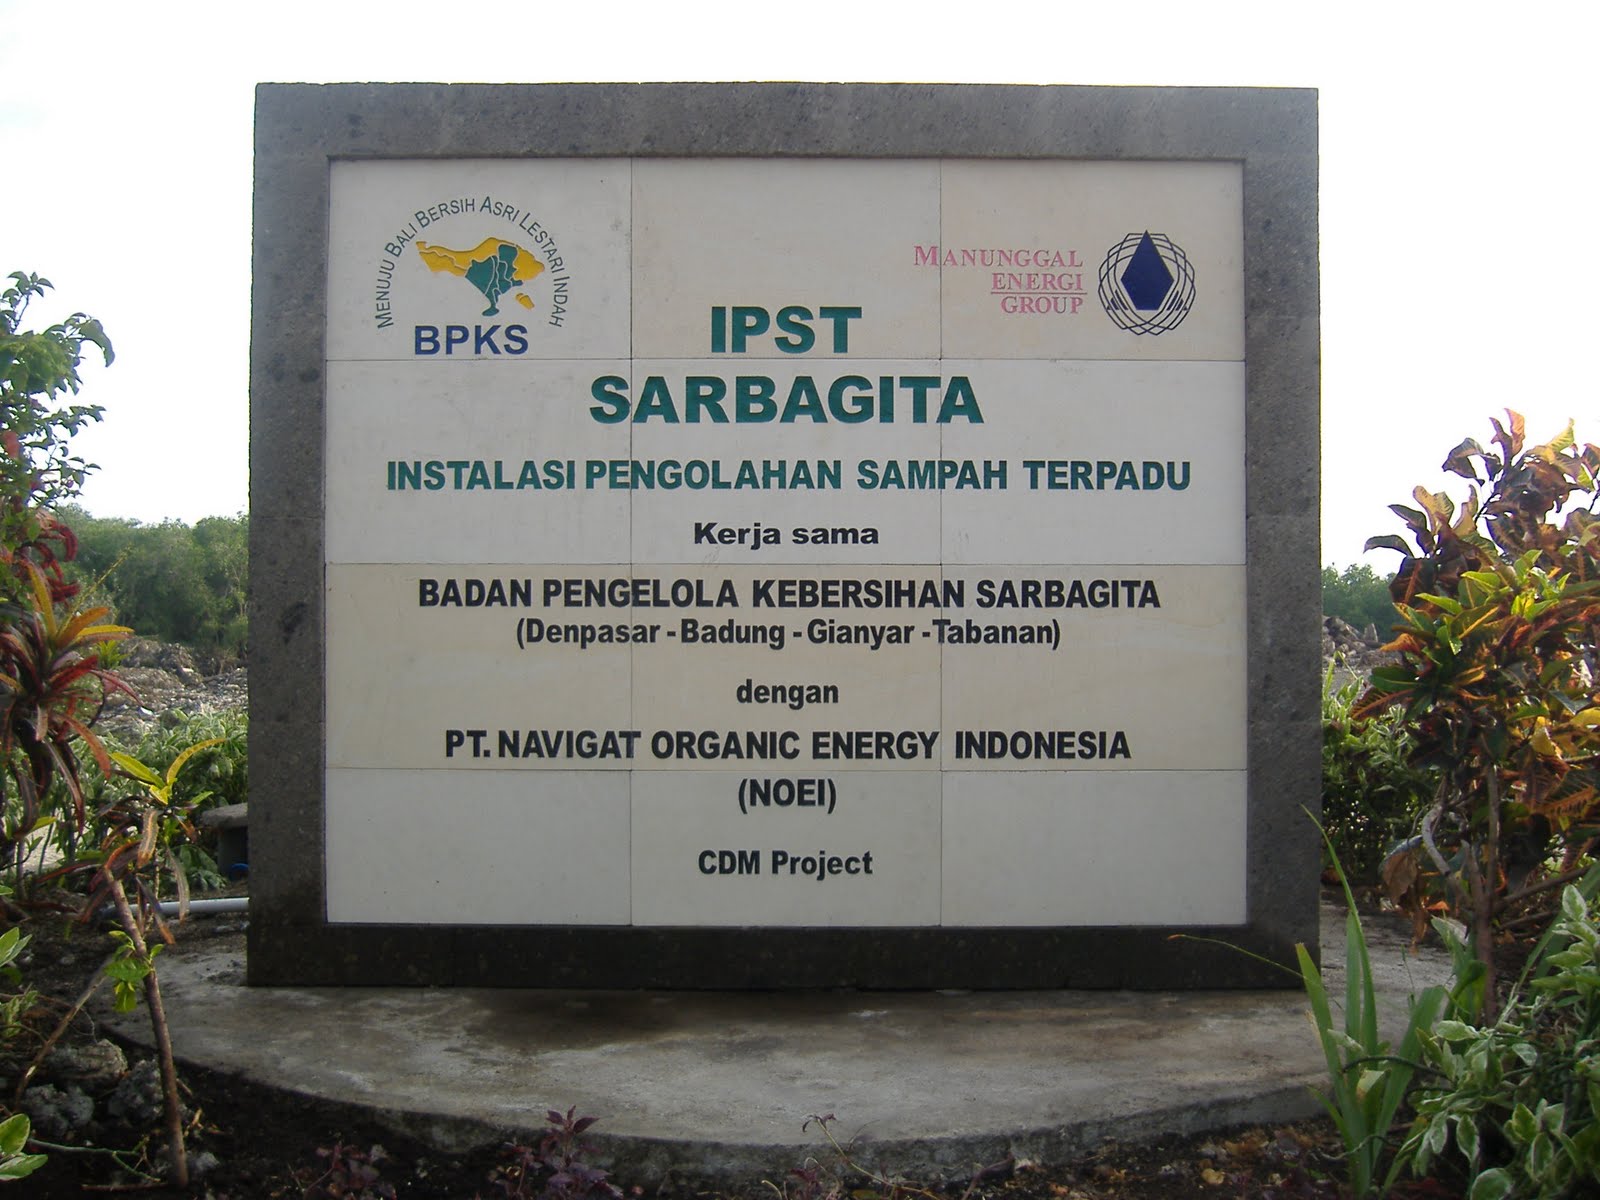 MENUJU BALI BERSIH ASRI LESTARI INDAH
BPKS
MANUNGGAL
ENERGI
GROUP
IPST
SARBAGITA
INSTALASI PENGOLAHAN SAMPAH TERPADU
Kerja sama
BADAN PENGELOLA KEBERSIHAN SARBAGITA
(Denpasar - Badung - Gianyar - Tabanan)
dengan
PT. NAVIGAT ORGANIC ENERGY INDONESIA
(NOEI)
CDM Project